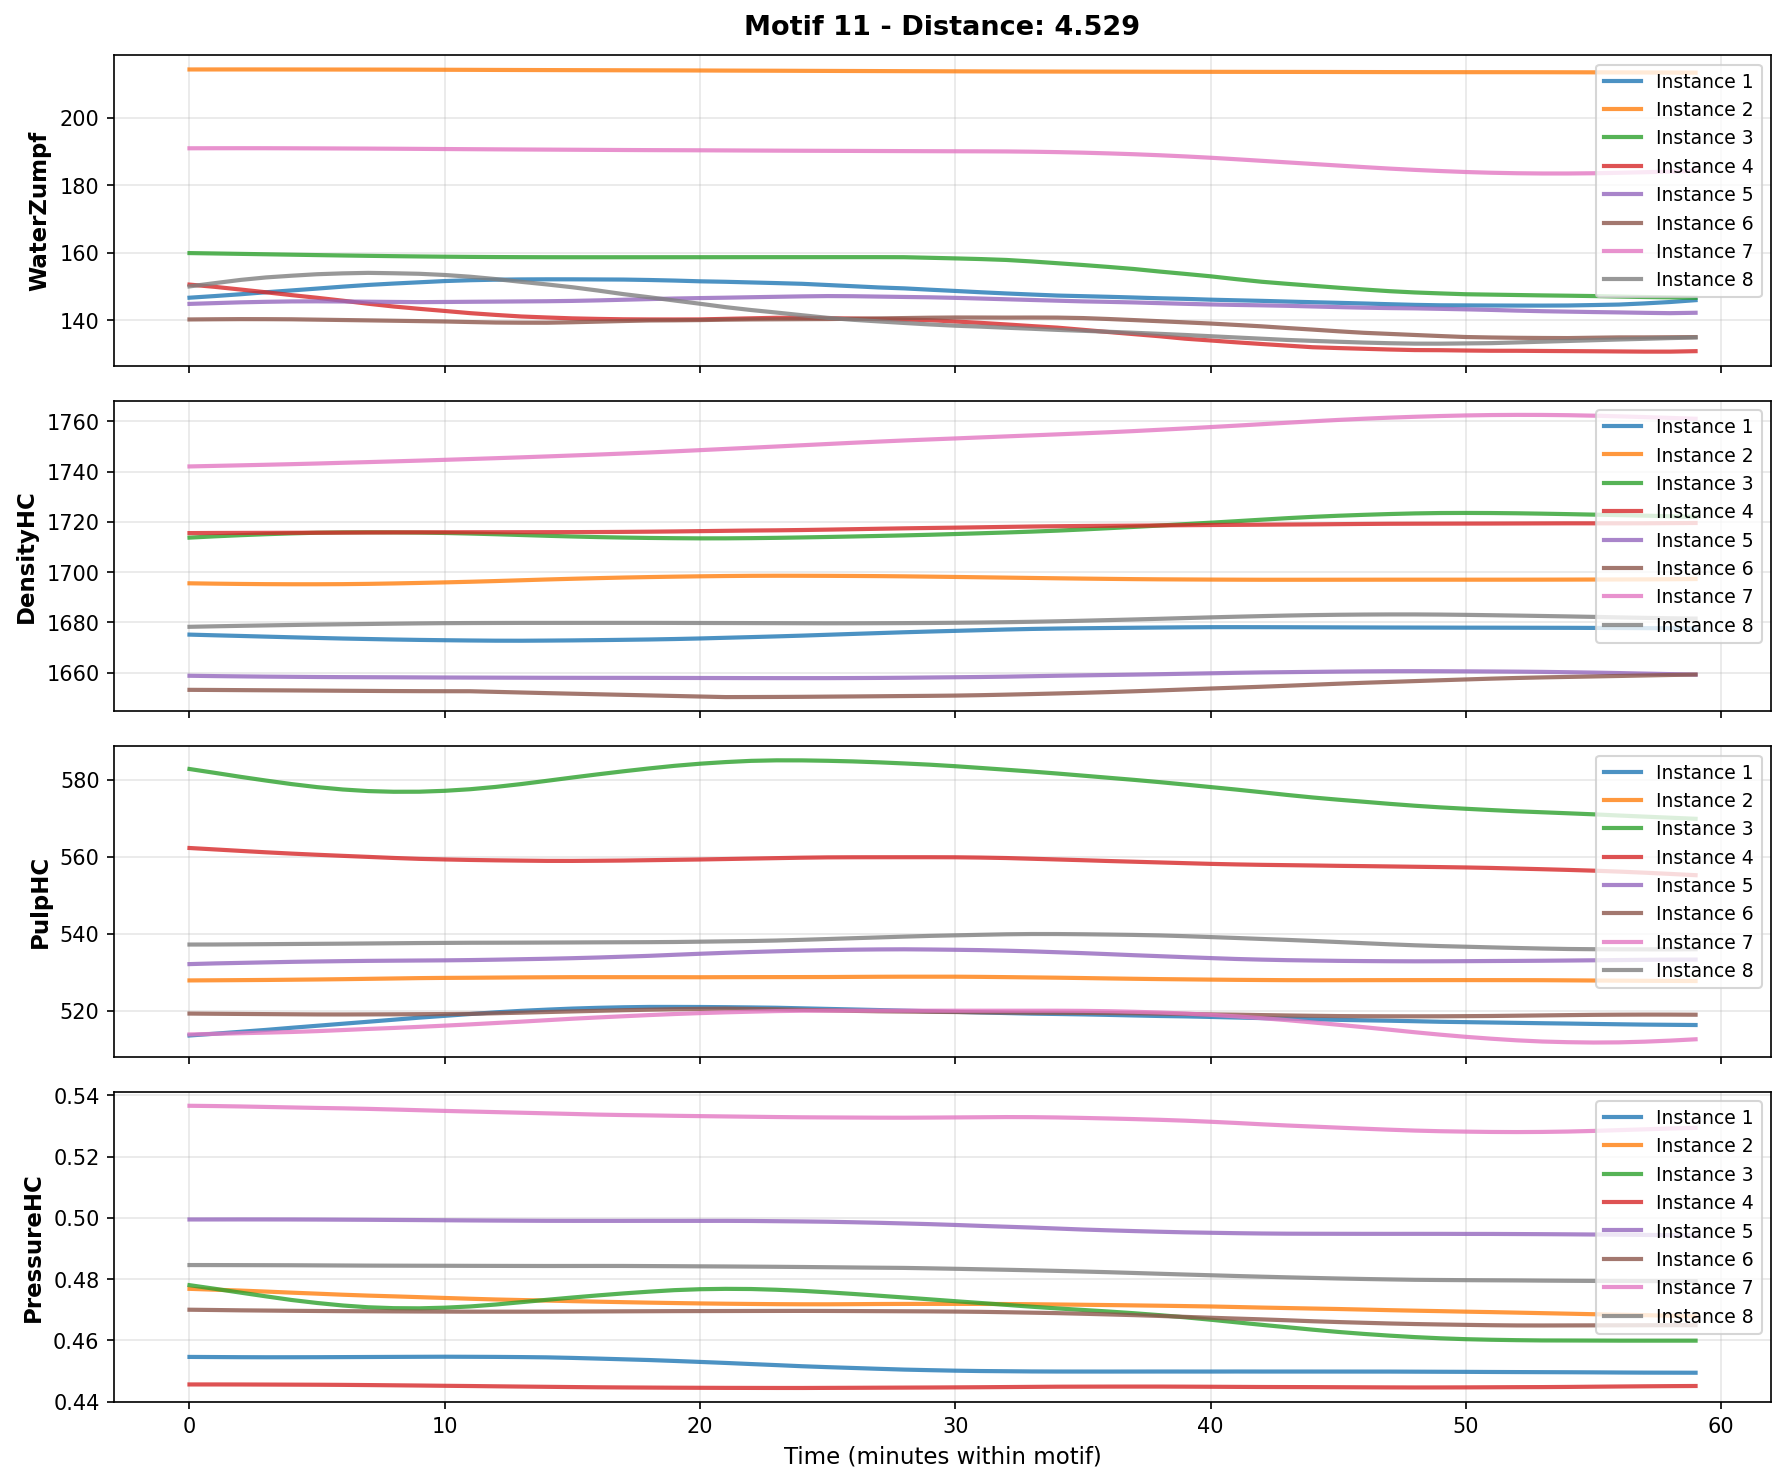 Motif 11 - Distance: 4.529
WaterZumpf
200
180
160
140
Instance 1
Instance 2
Instance 3
Instance 4
Instance 5
Instance 6
Instance 7
Instance 8
DensityHC
1760
1740
1720
1700
1680
1660
Instance 1
Instance 2
Instance 3
Instance 4
Instance 5
Instance 6
Instance 7
Instance 8
PulpHC
580
560
540
520
Instance 1
Instance 2
Instance 3
Instance 4
Instance 5
Instance 6
Instance 7
Instance 8
PressureHC
0.54
0.52
0.50
0.48
0.46
0.44
Instance 1
Instance 2
Instance 3
Instance 4
Instance 5
Instance 6
Instance 7
Instance 8
0 10 20 30 40 50 60
Time (minutes within motif)